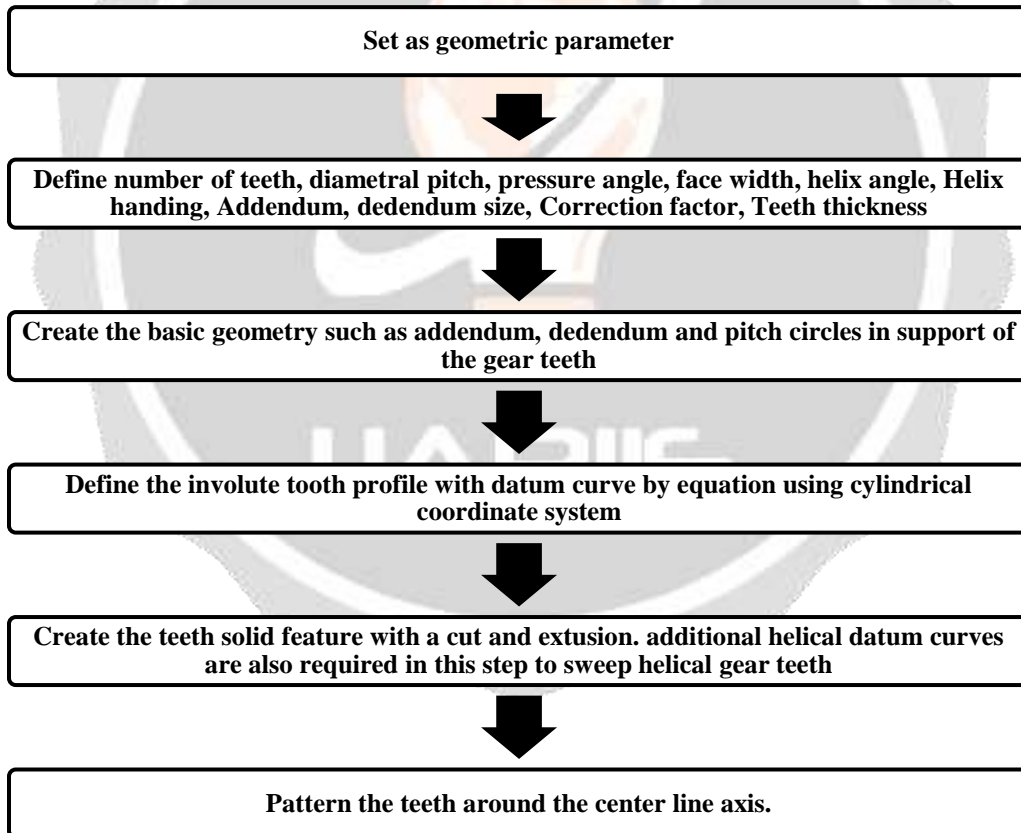 Set as geometric parameter
Define number of teeth, diametral pitch, pressure angle, face width, helix angle, Helix
handing, Addendum, dedendum size, Correction factor, Teeth thickness
Create the basic geometry such as addendum, dedendum and pitch circles in support of
the gear teeth
Define the involute tooth profile with datum curve by equation using cylindrical
coordinate system
Create the teeth solid feature with a cut and extusion. additional helical datum curves
are also required in this step to sweep helical gear teeth
Pattern the teeth around the center line axis.